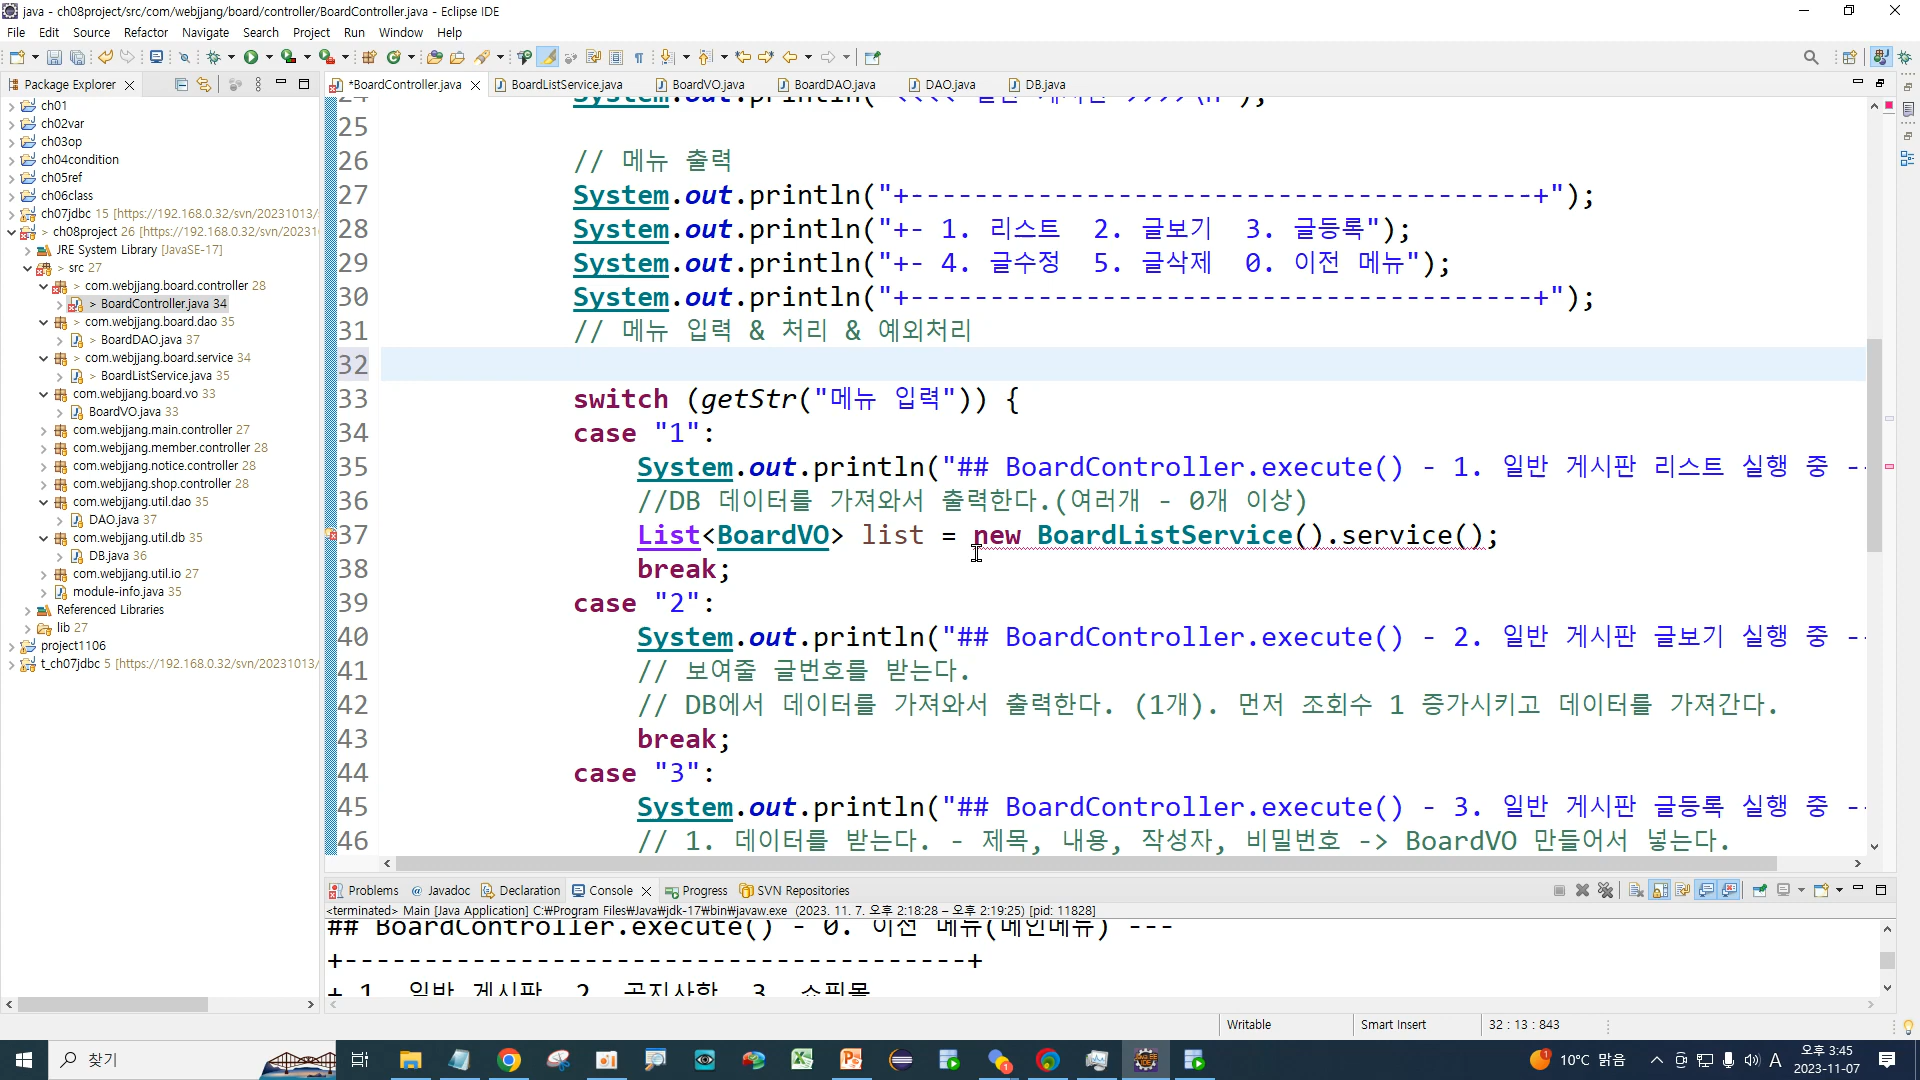 java - ch08project/src/com/webjjang/board/controller/BoardController.java - Eclipse IDE
File Edit Source Refactor Navigate Search Project Run Window Help
Package Explorer
ch01
ch02var
ch03op
ch04condition
ch05ref
ch06class
ch07jdbc 15 [https://192.168.0.32/svn/20231013/
> ch08project 26 [https://192.168.0.32/svn/20231
JRE System Library [JavaSE-17]
> src 27
> com.webjjang.board.controller 28
> BoardController.java 34
> com.webjjang.board.dao 35
> BoardDAO.java 37
> com.webjjang.board.service 34
> BoardListService.java 35
com.webjjang.board.vo 33
BoardVO.java 33
com.webjjang.main.controller 27
com.webjjang.member.controller 28
com.webjjang.notice.controller 28
com.webjjang.shop.controller 28
com.webjjang.util.dao 35
DAO.java 37
com.webjjang.util.db 35
DB.java 36
com.webjjang.util.io 27
module-info.java 35
Referenced Libraries
lib 27
project1106
t_ch07jdbc 5 [https://192.168.0.32/svn/20231013/
*BoardController.java BoardListService.java BoardVO.java BoardDAO.java DAO.java DB.java
25
26 // 메뉴 출력
27 System.out.println("+---------------------------------------+");
28 System.out.println("+- 1. 리스트  2. 글보기  3. 글등록");
29 System.out.println("+- 4. 글수정  5. 글삭제  0. 이전 메뉴");
30 System.out.println("+---------------------------------------+");
31 // 메뉴 입력 & 처리 & 예외처리
32
33 switch (getStr("메뉴 입력")) {
34 case "1":
35 System.out.println("## BoardController.execute() - 1. 일반 게시판 리스트 실행 중 --
36 //DB 데이터를 가져와서 출력한다.(여러개 - 0개 이상)
37 List<BoardVO> list = new BoardListService().service();
38 break;
39 case "2":
40 System.out.println("## BoardController.execute() - 2. 일반 게시판 글보기 실행 중 --
41 // 보여줄 글번호를 받는다.
42 // DB에서 데이터를 가져와서 출력한다. (1개). 먼저 조회수 1 증가시키고 데이터를 가져간다.
43 break;
44 case "3":
45 System.out.println("## BoardController.execute() - 3. 일반 게시판 글등록 실행 중 --
46 // 1. 데이터를 받는다. - 제목, 내용, 작성자, 비밀번호 -> BoardVO 만들어서 넣는다.
Problems Javadoc Declaration Console Progress SVN Repositories
<terminated> Main [Java Application] C:₩Program Files₩Java₩jdk-17₩bin₩javaw.exe (2023. 11. 7. 오후 2:18:28 – 오후 2:19:25) [pid: 11828]
## BoardController.execute() - 0. 이전 메뉴(메인메뉴) ---
+---------------------------------------+
+ 1. 일반 게시판  2. 공지사항  3. 쇼핑몰
Writable Smart Insert 32 : 13 : 843
찾기
10°C 맑음
A
오후 3:45
2023-11-07